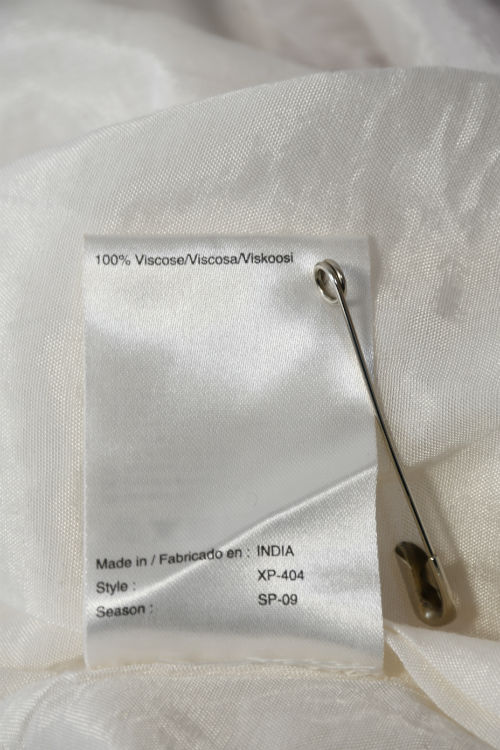 100% Viscose/Viscosa/Viskoosi
Made in / Fabricado en : INDIA
Style : XP-404
Season : SP-09